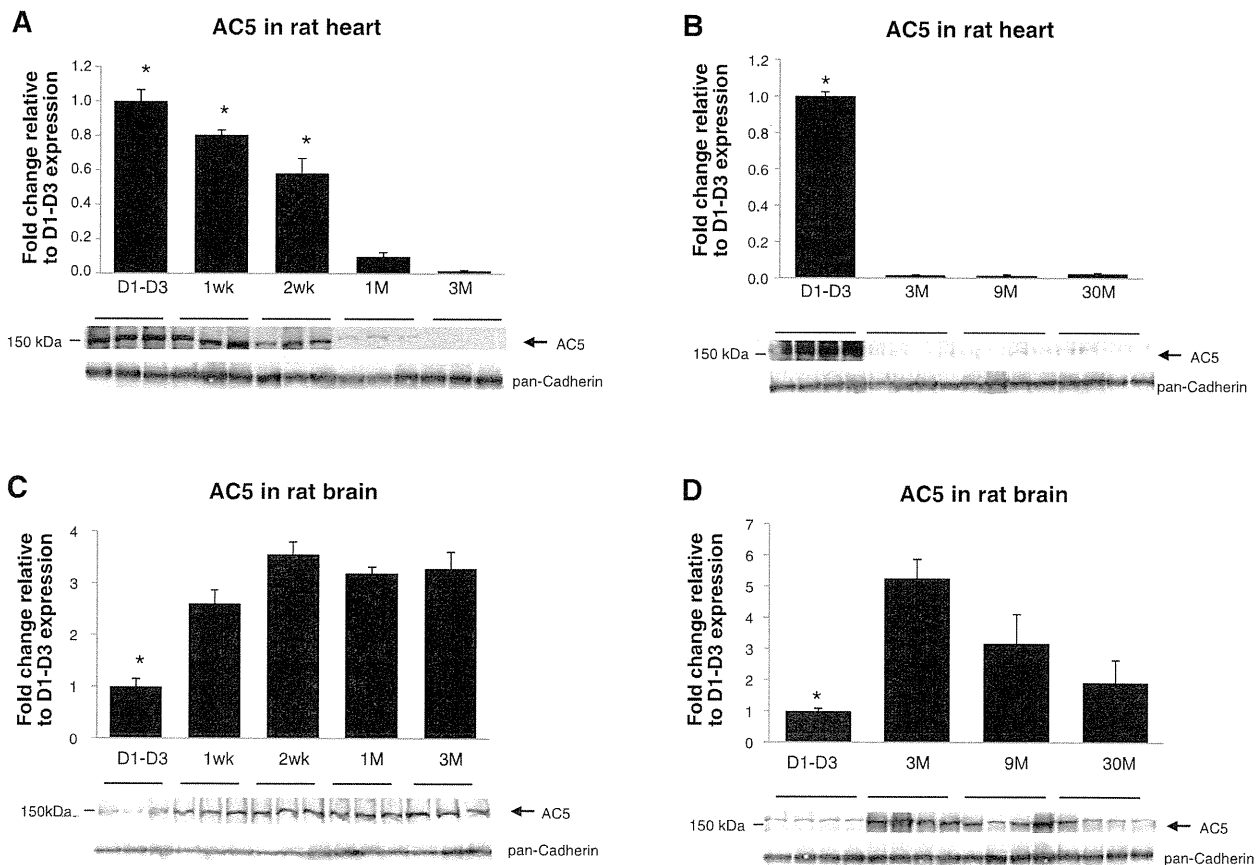 A
AC5 in rat heart
Fold change relative
to D1-D3 expression
1.2
1.0
0.8
0.6
0.4
0.2
0.0
*
*
*
D1-D3 1wk 2wk 1M 3M
150 kDa
AC5
pan-Cadherin
B
AC5 in rat heart
Fold change relative
to D1-D3 expression
1.2
1.0
0.8
0.6
0.4
0.2
0.0
*
D1-D3 3M 9M 30M
150 kDa
AC5
pan-Cadherin
C
AC5 in rat brain
Fold change relative
to D1-D3 expression
4
3
2
1
0
*
D1-D3 1wk 2wk 1M 3M
150kDa
AC5
pan-Cadherin
D
AC5 in rat brain
Fold change relative
to D1-D3 expression
7
6
5
4
3
2
1
0
*
D1-D3 3M 9M 30M
150 kDa
AC5
pan-Cadherin